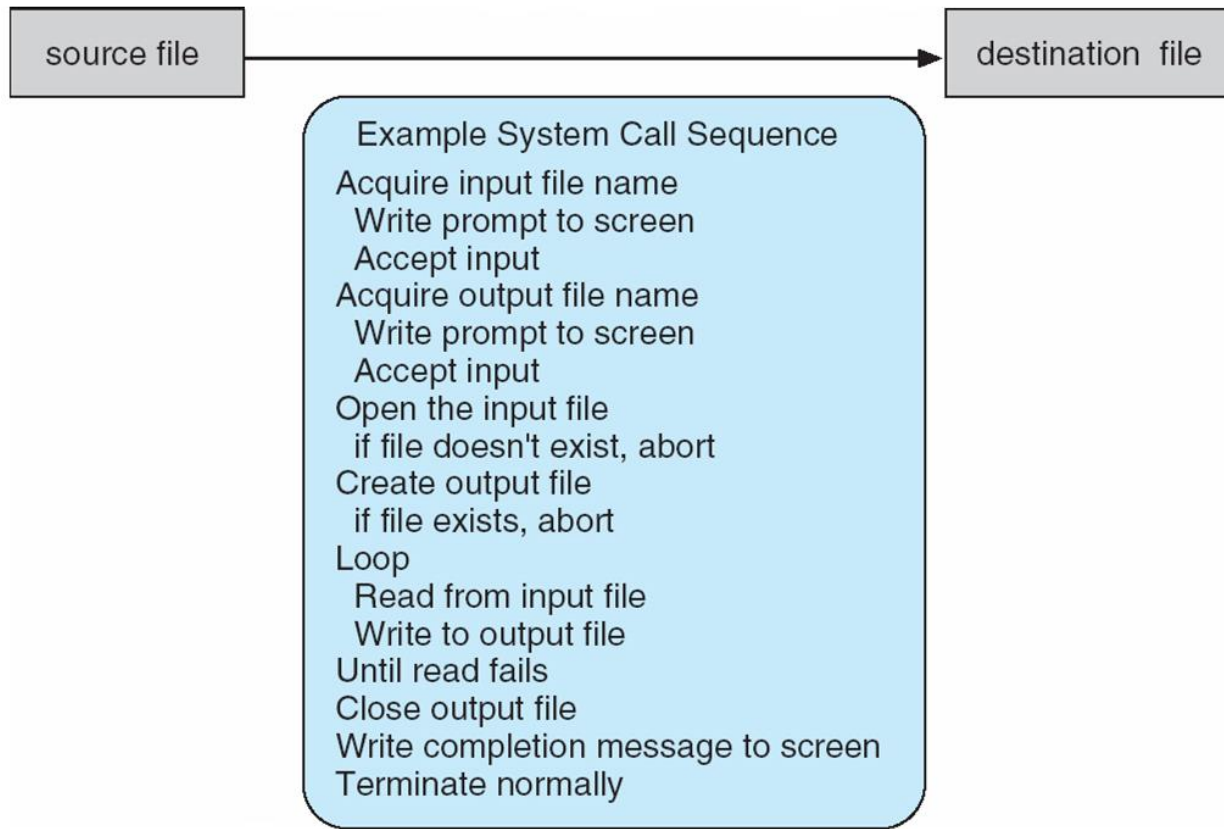 source file
destination file
Example System Call Sequence
Acquire input file name
Write prompt to screen
Accept input
Acquire output file name
Write prompt to screen
Accept input
Open the input file
if file doesn't exist, abort
Create output file
if file exists, abort
Loop
Read from input file
Write to output file
Until read fails
Close output file
Write completion message to screen
Terminate normally